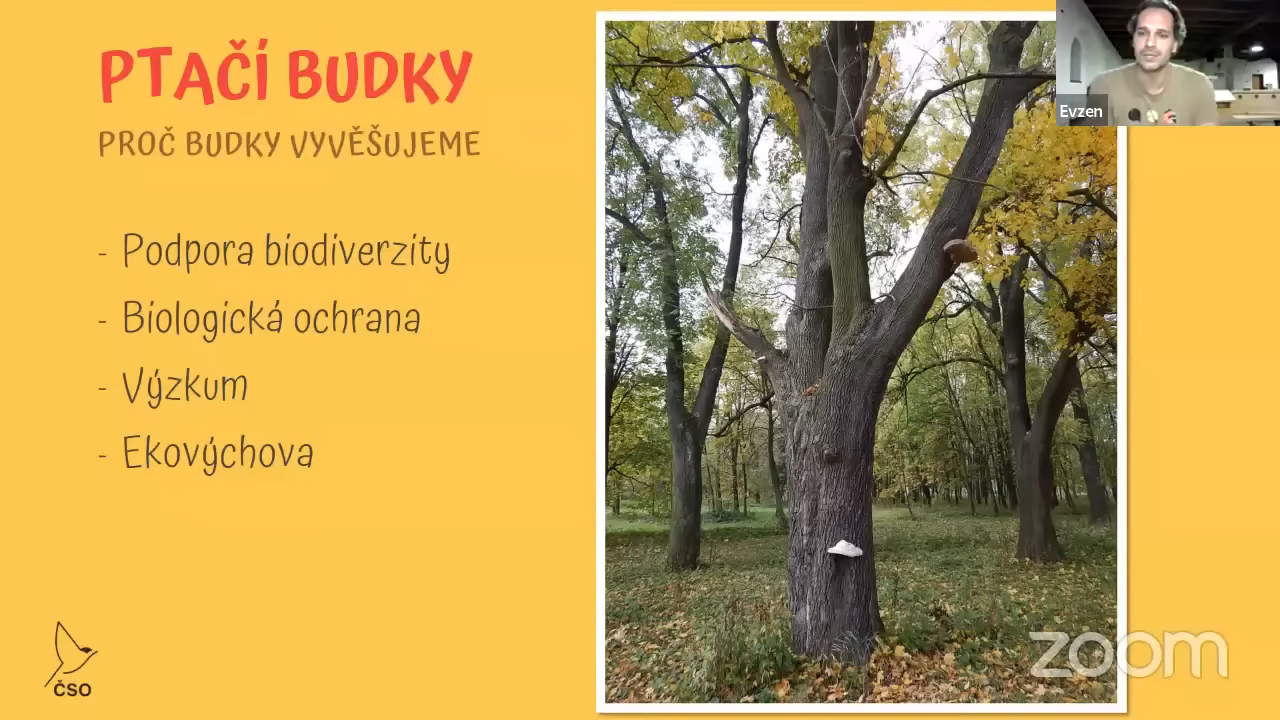 PTAČÍ BUDKY
PROČ BUDKY VYVĚŠUJEME
- Podpora biodiverzity
- Biologická ochrana
- Výzkum
- Ekovýchova
ČSO
Evzen
zoom